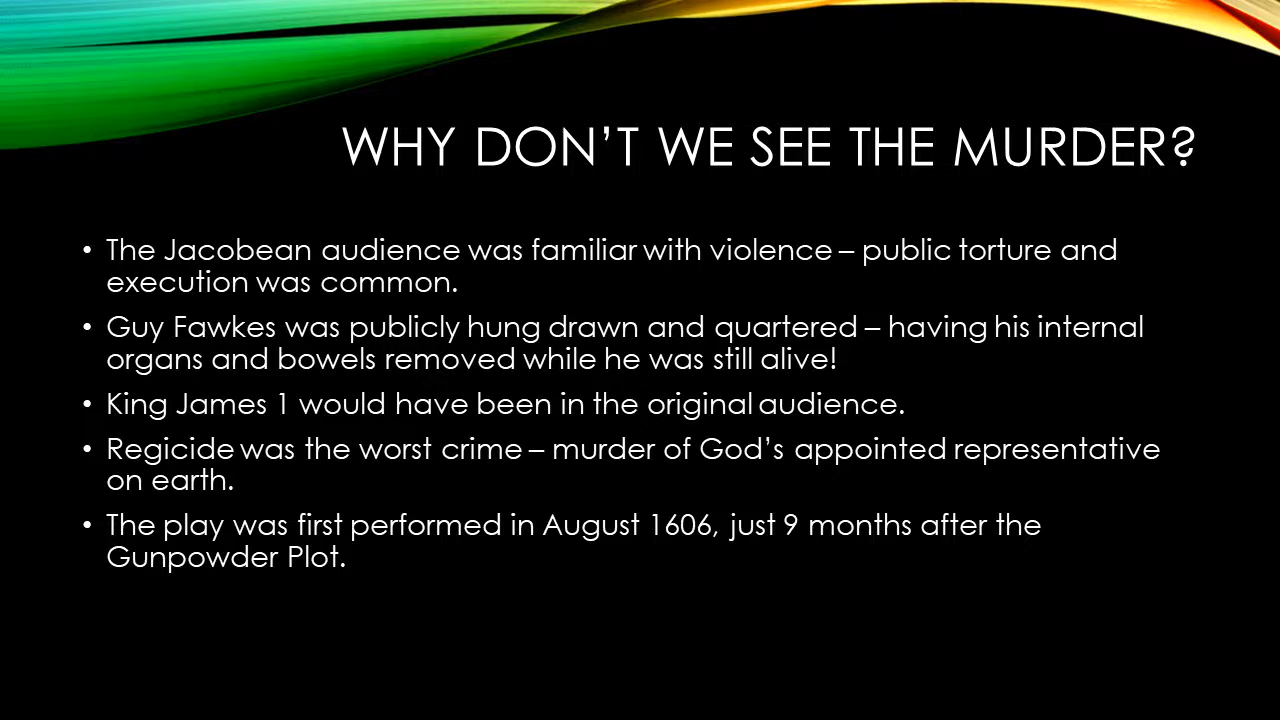 WHY DON'T WE SEE THE MURDER?
• The Jacobean audience was familiar with violence – public torture and
execution was common.
• Guy Fawkes was publicly hung drawn and quartered – having his internal
organs and bowels removed while he was still alive!
• King James 1 would have been in the original audience.
• Regicide was the worst crime – murder of God's appointed representative
on earth.
• The play was first performed in August 1606, just 9 months after the
Gunpowder Plot.